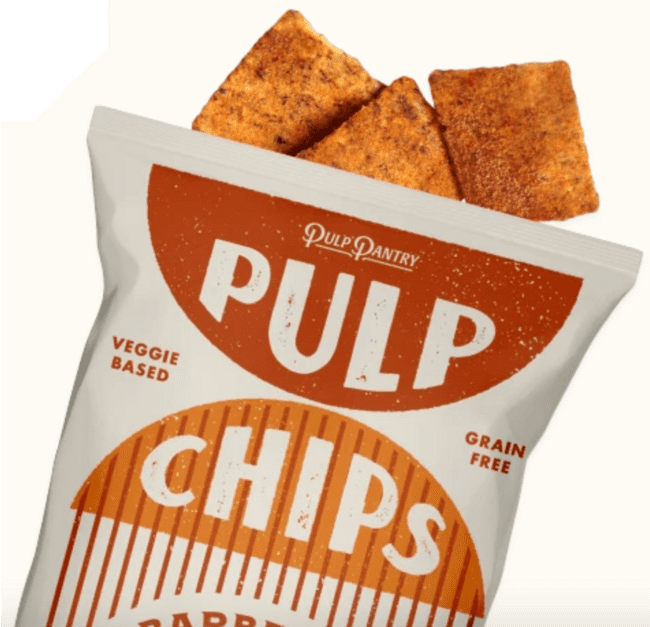 PULP PANTRY
PULP
VEGGIE
BASED
GRAIN
FREE
CHIPS